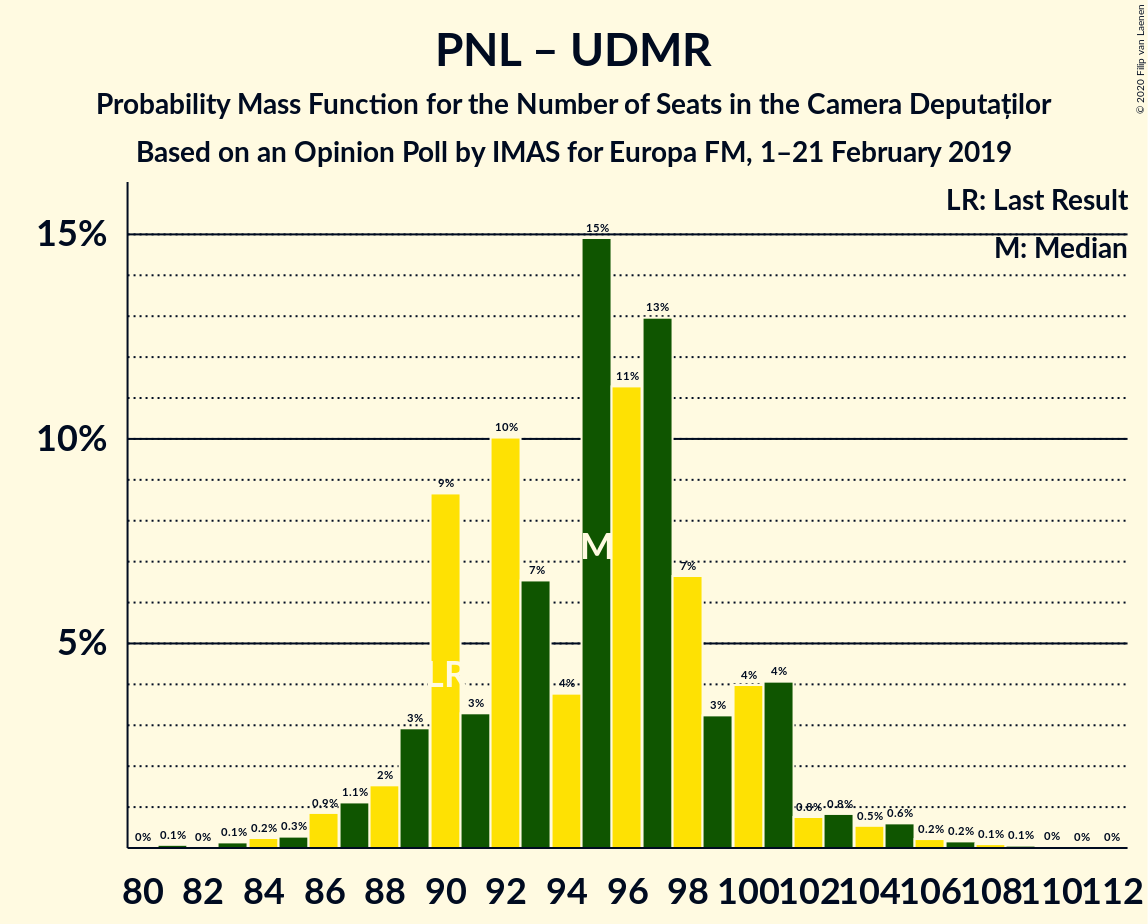 PNL – UDMR
Probability Mass Function for the Number of Seats in the Camera Deputaților
Based on an Opinion Poll by IMAS for Europa FM, 1–21 February 2019
© 2020 Filip van Laenen
LR: Last Result
M: Median
15%
10%
5%
0% 0.1% 0% 0.1% 0.2% 0.3% 0.9% 1.1% 2% 3% 9% 3% 10% 7% 4% 15% 11% 13% 7% 3% 4% 4% 0.8% 0.8% 0.5% 0.6% 0.2% 0.2% 0.1% 0.1% 0% 0% 0%
LR
M
80 82 84 86 88 90 92 94 96 98 100 102 104 106 108 110 112